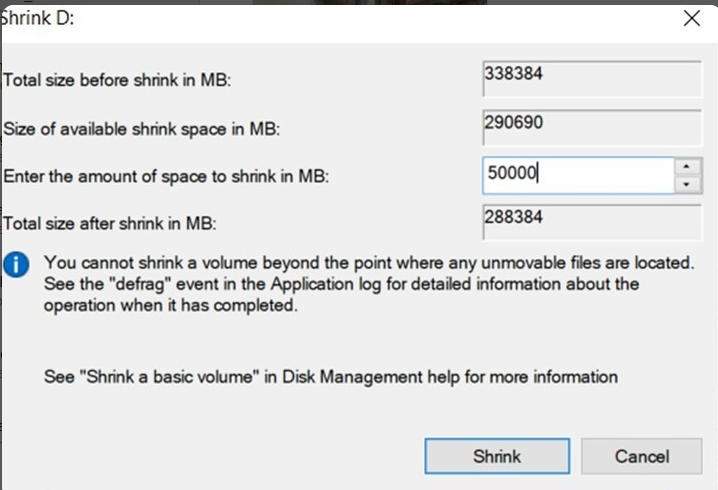 Shrink D:
Total size before shrink in MB: 338384
Size of available shrink space in MB: 290690
Enter the amount of space to shrink in MB: 50000
Total size after shrink in MB: 288384
You cannot shrink a volume beyond the point where any unmovable files are located.
See the "defrag" event in the Application log for detailed information about the
operation when it has completed.
See "Shrink a basic volume" in Disk Management help for more information
Shrink Cancel